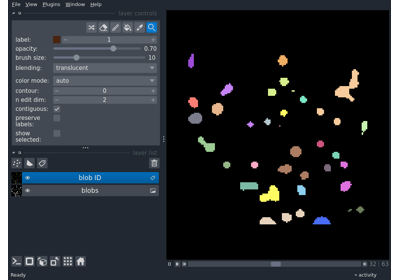 File View Plugins Window Help
layer controls
label: 1
opacity: 0.70
brush size: 10
blending: translucent
color mode: auto
contour: 0
n edit dim: 2
contiguous:
preserve
labels:
show
selected:
layer list
blob ID
blobs
32 63
Ready
activity